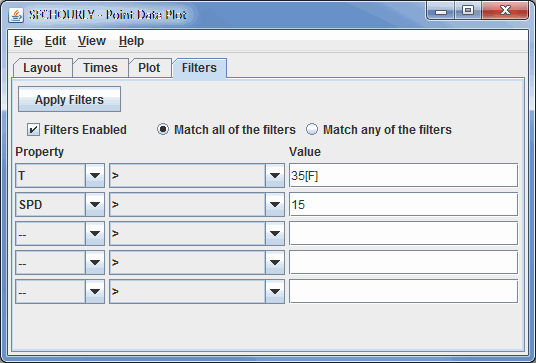 SFCHOURLY - Point Data Plot
File Edit View Help
Layout Times Plot Filters
Apply Filters
Filters Enabled Match all of the filters Match any of the filters
Property Value
T > 35[F]
SPD > 15
-- >
-- >
-- >